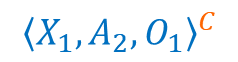 ⟨X₁, A₂, O₁⟩ᶜ